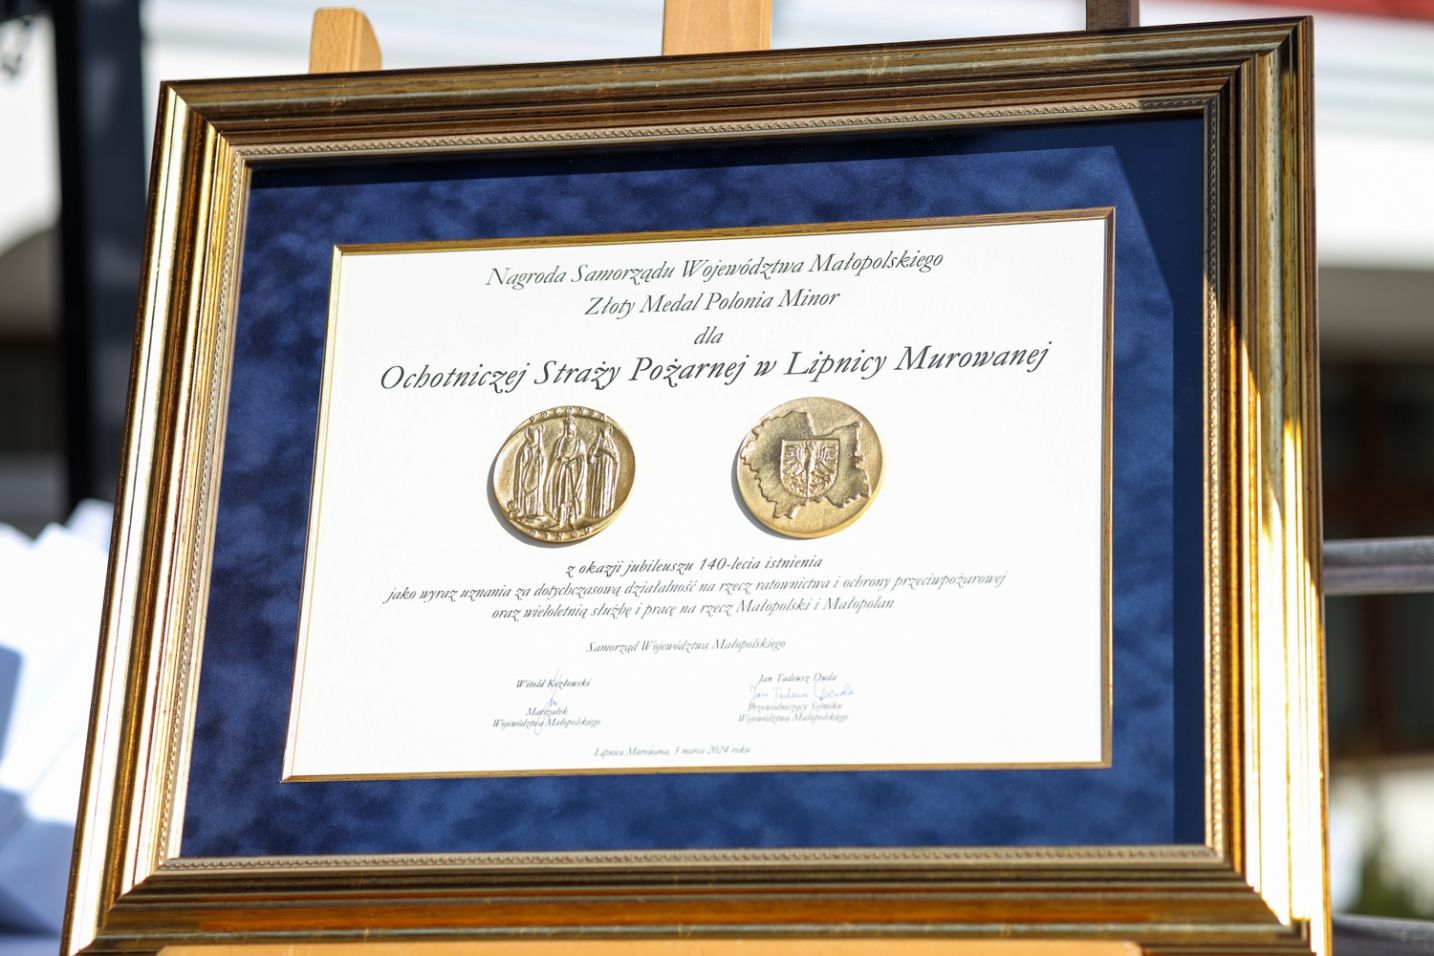 Nagroda Samorządu Województwa Małopolskiego
Złoty Medal Polonia Minor
dla
Ochotniczej Straży Pożarnej w Lipnicy Murowanej
z okazji jubileuszu 140-lecia istnienia
jako wyraz uznania za dotychczasową działalność na rzecz ratownictwa i ochrony przeciwpożarowej
oraz wieloletnią służbę i pracę na rzecz Małopolski i Małopolan
Samorząd Województwa Małopolskiego
Witold Kozłowski
Marszałek
Województwa Małopolskiego
Jan Tadeusz Duda
Jan Tadeusz Duda
Przewodniczący Sejmiku
Województwa Małopolskiego
Lipnica Murowana, 3 marca 2024 roku